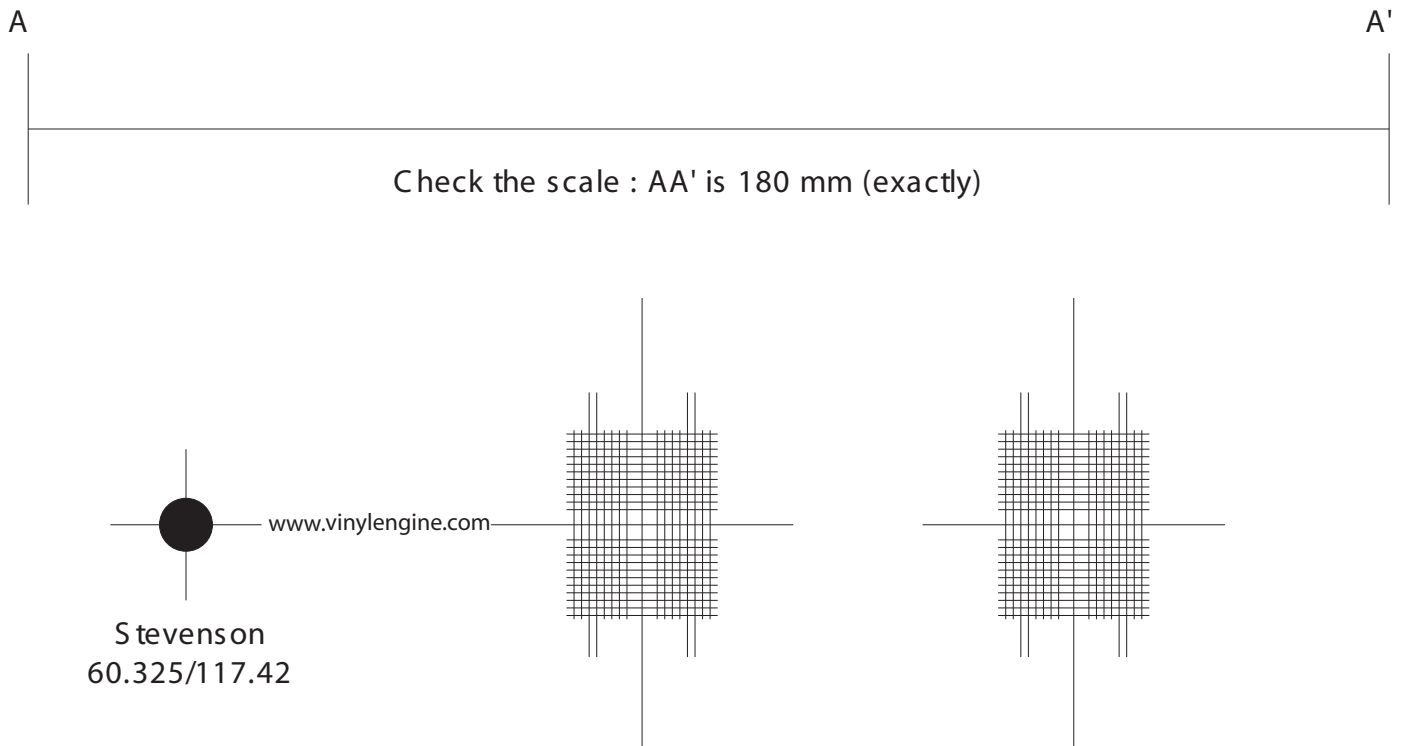 A
A'
Check the scale : AA' is 180 mm (exactly)
www.vinylengine.com
Stevenson
60.325/117.42